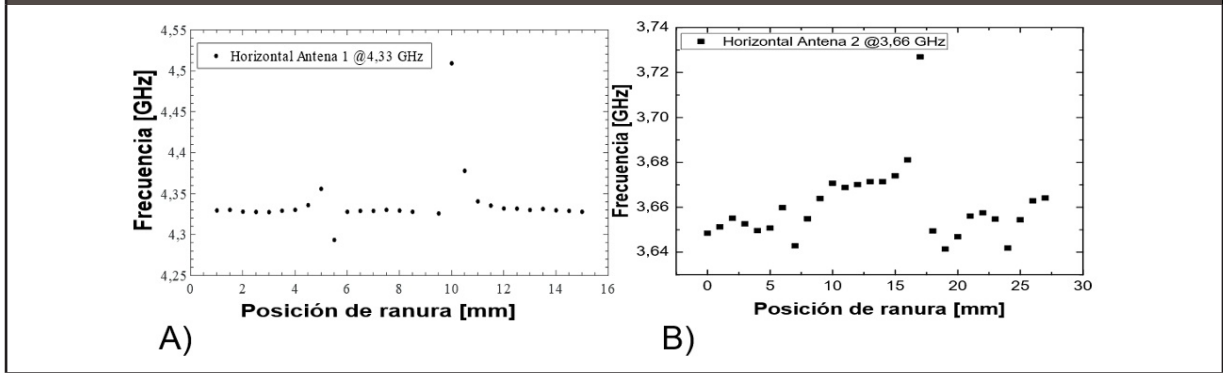 4,55
4,5
4,45
4,4
4,35
4,3
4,25
Frecuencia [GHz]
Horizontal Antena 1 @4,33 GHz
0 2 4 6 8 10 12 14 16
Posición de ranura [mm]
A)
3,74
3,72
3,70
3,68
3,66
3,64
Frecuencia [GHz]
Horizontal Antena 2 @3,66 GHz
0 5 10 15 20 25 30
Posición de ranura [mm]
B)